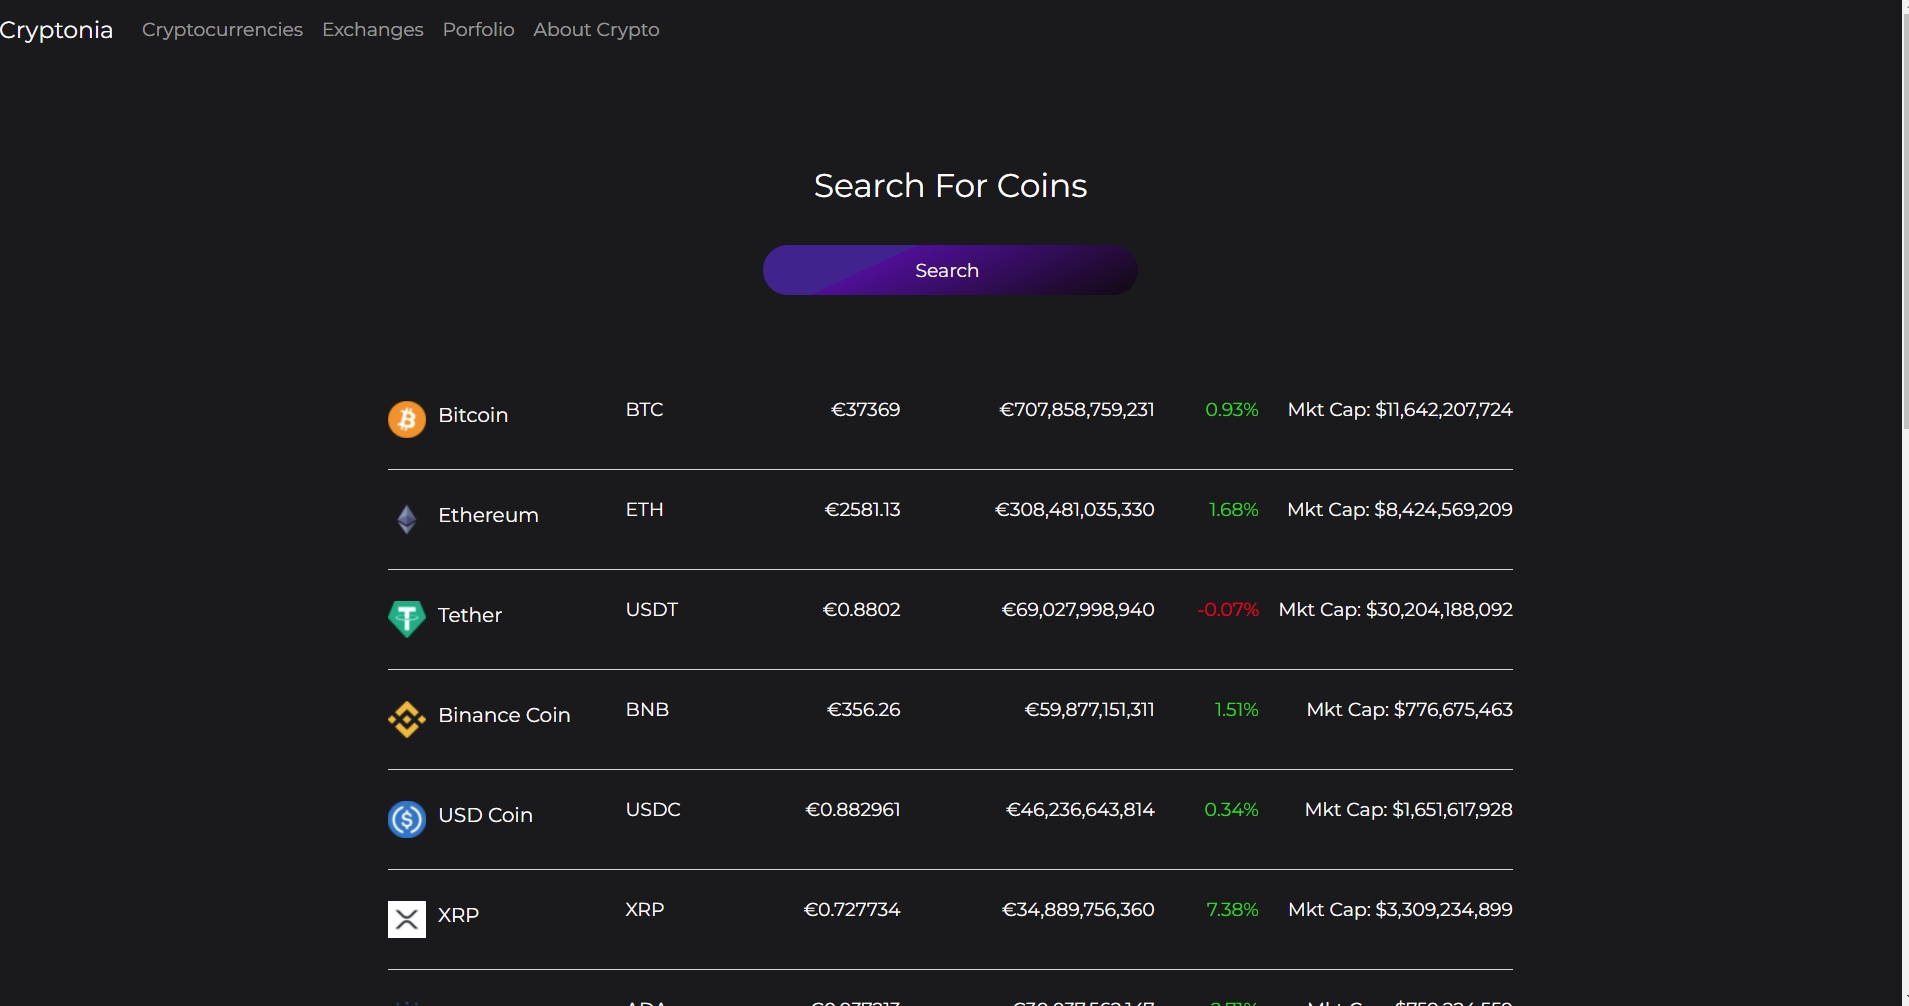 Cryptonia Cryptocurrencies Exchanges Porfolio About Crypto
Search For Coins
Search
Bitcoin BTC €37369 €707,858,759,231 0.93% Mkt Cap: $11,642,207,724
Ethereum ETH €2581.13 €308,481,035,330 1.68% Mkt Cap: $8,424,569,209
Tether USDT €0.8802 €69,027,998,940 -0.07% Mkt Cap: $30,204,188,092
Binance Coin BNB €356.26 €59,877,151,311 1.51% Mkt Cap: $776,675,463
USD Coin USDC €0.882961 €46,236,643,814 0.34% Mkt Cap: $1,651,617,928
XRP XRP €0.727734 €34,889,756,360 7.38% Mkt Cap: $3,309,234,899
ADA